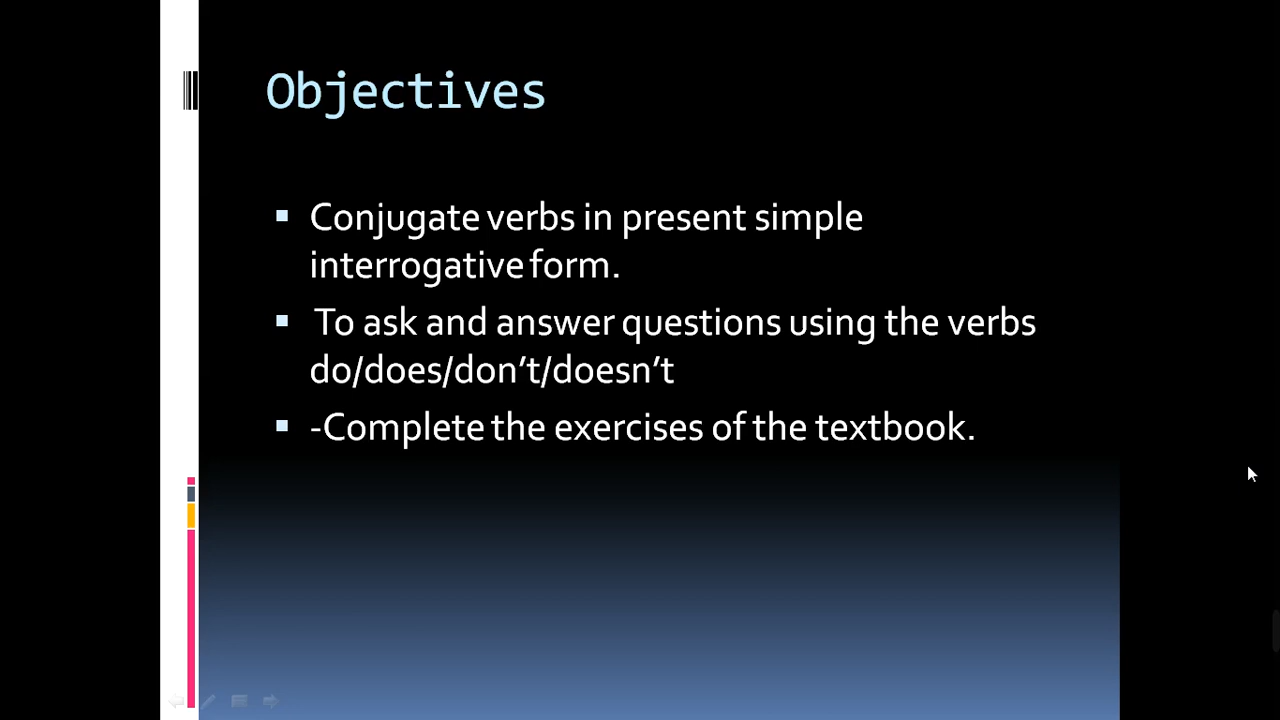 Objectives
▪ Conjugate verbs in present simple
interrogative form.
▪ To ask and answer questions using the verbs
do/does/don’t/doesn’t
▪ -Complete the exercises of the textbook.